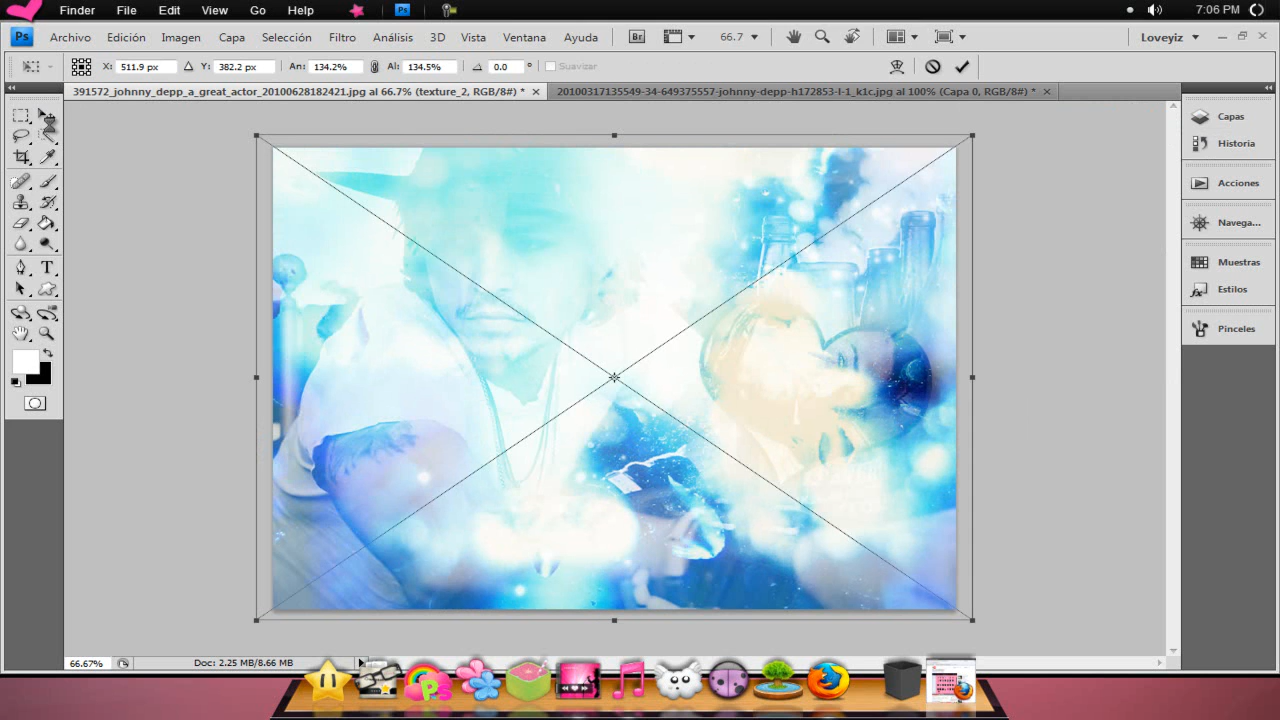 Finder File Edit View Go Help Ps 7:06 PM
Ps Archivo Edición Imagen Capa Selección Filtro Análisis 3D Vista Ventana Ayuda Br 66.7 Loveyiz
X: 511.9 px Y: 382.2 px An: 134.2% Al: 134.5% 0.0 ° Suavizar
391572_johnny_depp_a_great_actor_20100628182421.jpg al 66.7% (texture_2, RGB/8#) * 20100317135549-34-649375557-johnny-depp-h172853-l-1_k1c.jpg al 100% (Capa 0, RGB/8#) *
Capas
Historia
Acciones
Navega...
Muestras
Estilos
Pinceles
66.67% Doc: 2.25 MB/8.66 MB